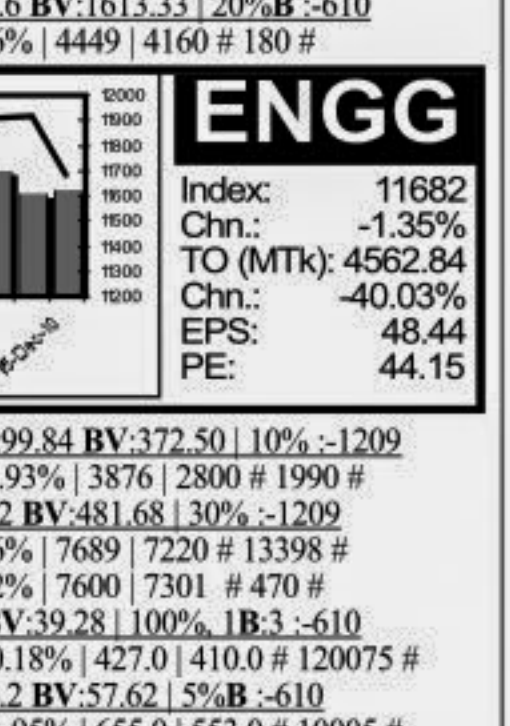 .6 BV:1613.33 | 20%B :-610
% | 4449 | 4160 # 180 #
12000
11900
11800
11700
11600
11500
11400
11300
11200
ENGG
Index: 11682
Chn.: -1.35%
TO (MTk): 4562.84
Chn.: -40.03%
EPS: 48.44
PE: 44.15
99.84 BV:372.50 | 10% :-1209
.93% | 3876 | 2800 # 1990 #
2 BV:481.68 | 30% :-1209
% | 7689 | 7220 # 13398 #
2% | 7600 | 7301 # 470 #
V:39.28 | 100%, 1B:3 :-610
0.18% | 427.0 | 410.0 # 120075 #
.2 BV:57.62 | 5%B :-610